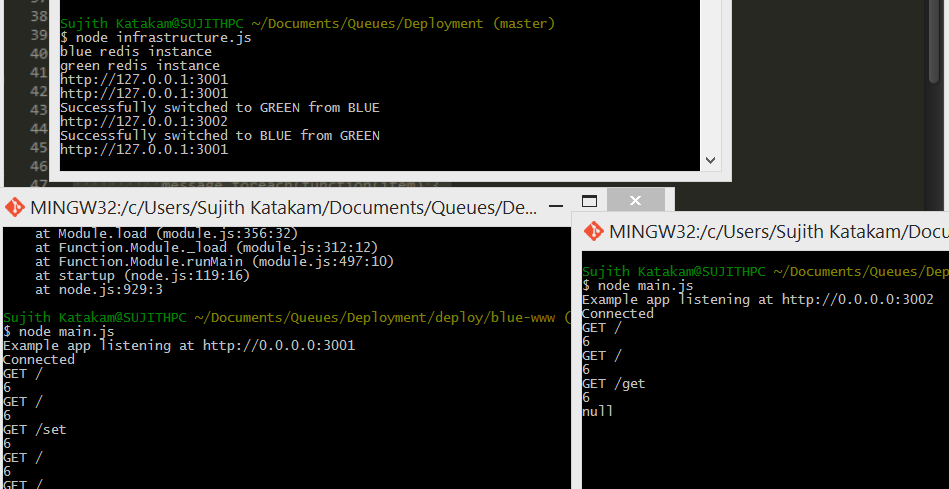 38
39
40
41
42
43
44
45
46
47
Sujith Katakam@SUJITHPC ~/Documents/Queues/Deployment (master)
$ node infrastructure.js
blue redis instance
green redis instance
http://127.0.0.1:3001
http://127.0.0.1:3001
Successfully switched to GREEN from BLUE
http://127.0.0.1:3002
Successfully switched to BLUE from GREEN
http://127.0.0.1:3001
message.foreach(function(item){
MINGW32:/c/Users/Sujith Katakam/Documents/Queues/De...
at Module.load (module.js:356:32)
at Function.Module._load (module.js:312:12)
at Function.Module.runMain (module.js:497:10)
at startup (node.js:119:16)
at node.js:929:3
Sujith Katakam@SUJITHPC ~/Documents/Queues/Deployment/deploy/blue-www (
$ node main.js
Example app listening at http://0.0.0.0:3001
Connected
GET /
6
GET /
6
GET /set
6
GET /
6
GET /
MINGW32:/c/Users/Sujith Katakam/Docu
Sujith Katakam@SUJITHPC ~/Documents/Queues/Dep
$ node main.js
Example app listening at http://0.0.0.0:3002
Connected
GET /
6
GET /
6
GET /get
6
null